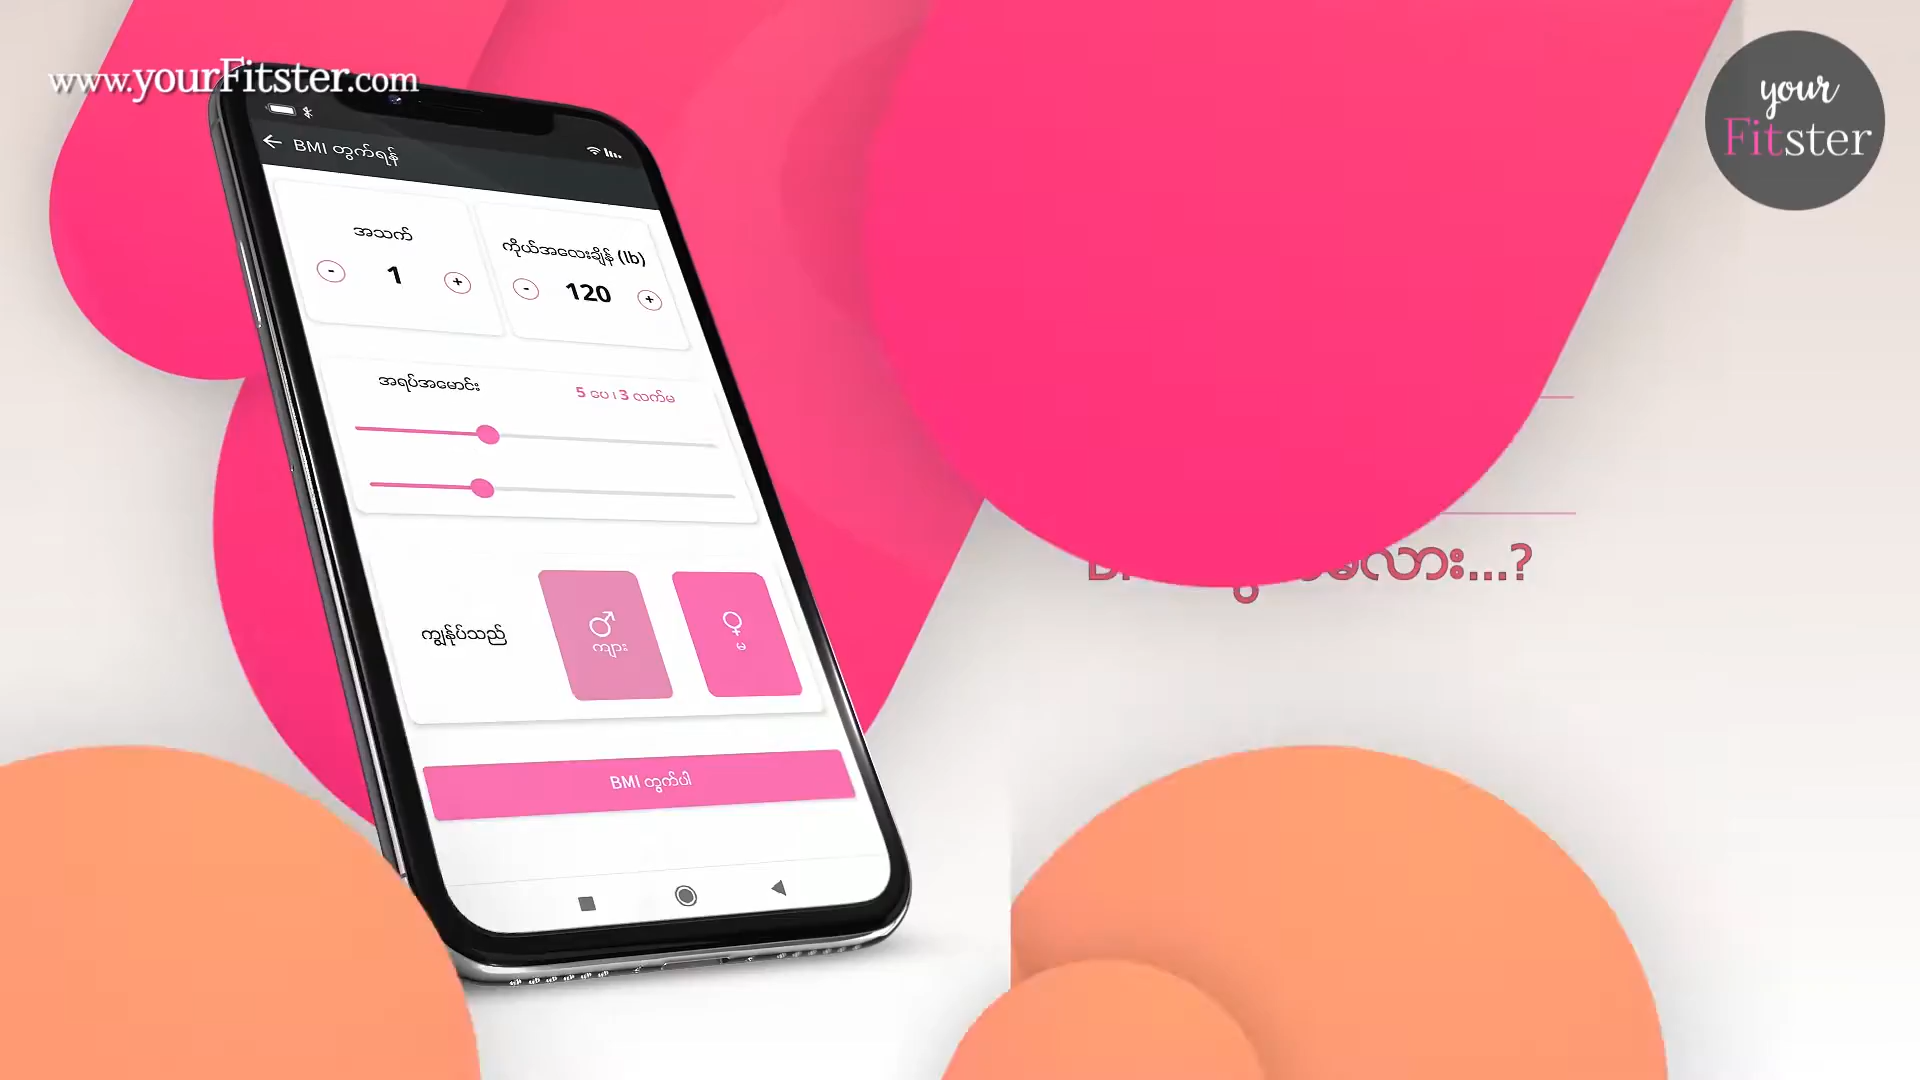 www.yourFitster.com
your
Fitster
BMI တွက်ရန်
အသက်
ကိုယ်အလေးချိန် (lb)
- 1 +
- 120 +
အရပ်အမောင်း
5 ပေ ၊ 3 လက်မ
ကျွန်ုပ်သည်
ကျား
မ
BMI တွက်ပါ
မလား...?